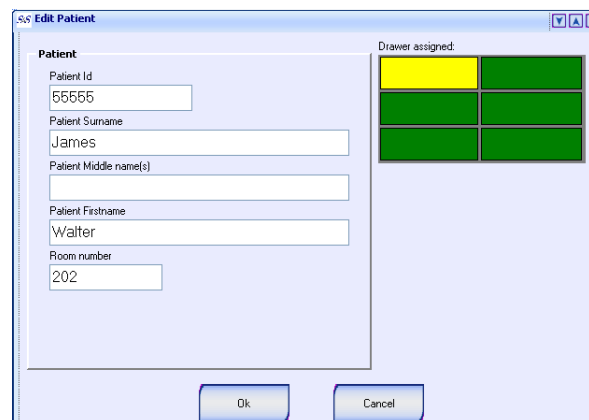 SiS Edit Patient
Patient
Drawer assigned:
Patient Id
55555
Patient Surname
James
Patient Middle name(s)
Patient Firstname
Walter
Room number
202
Ok
Cancel